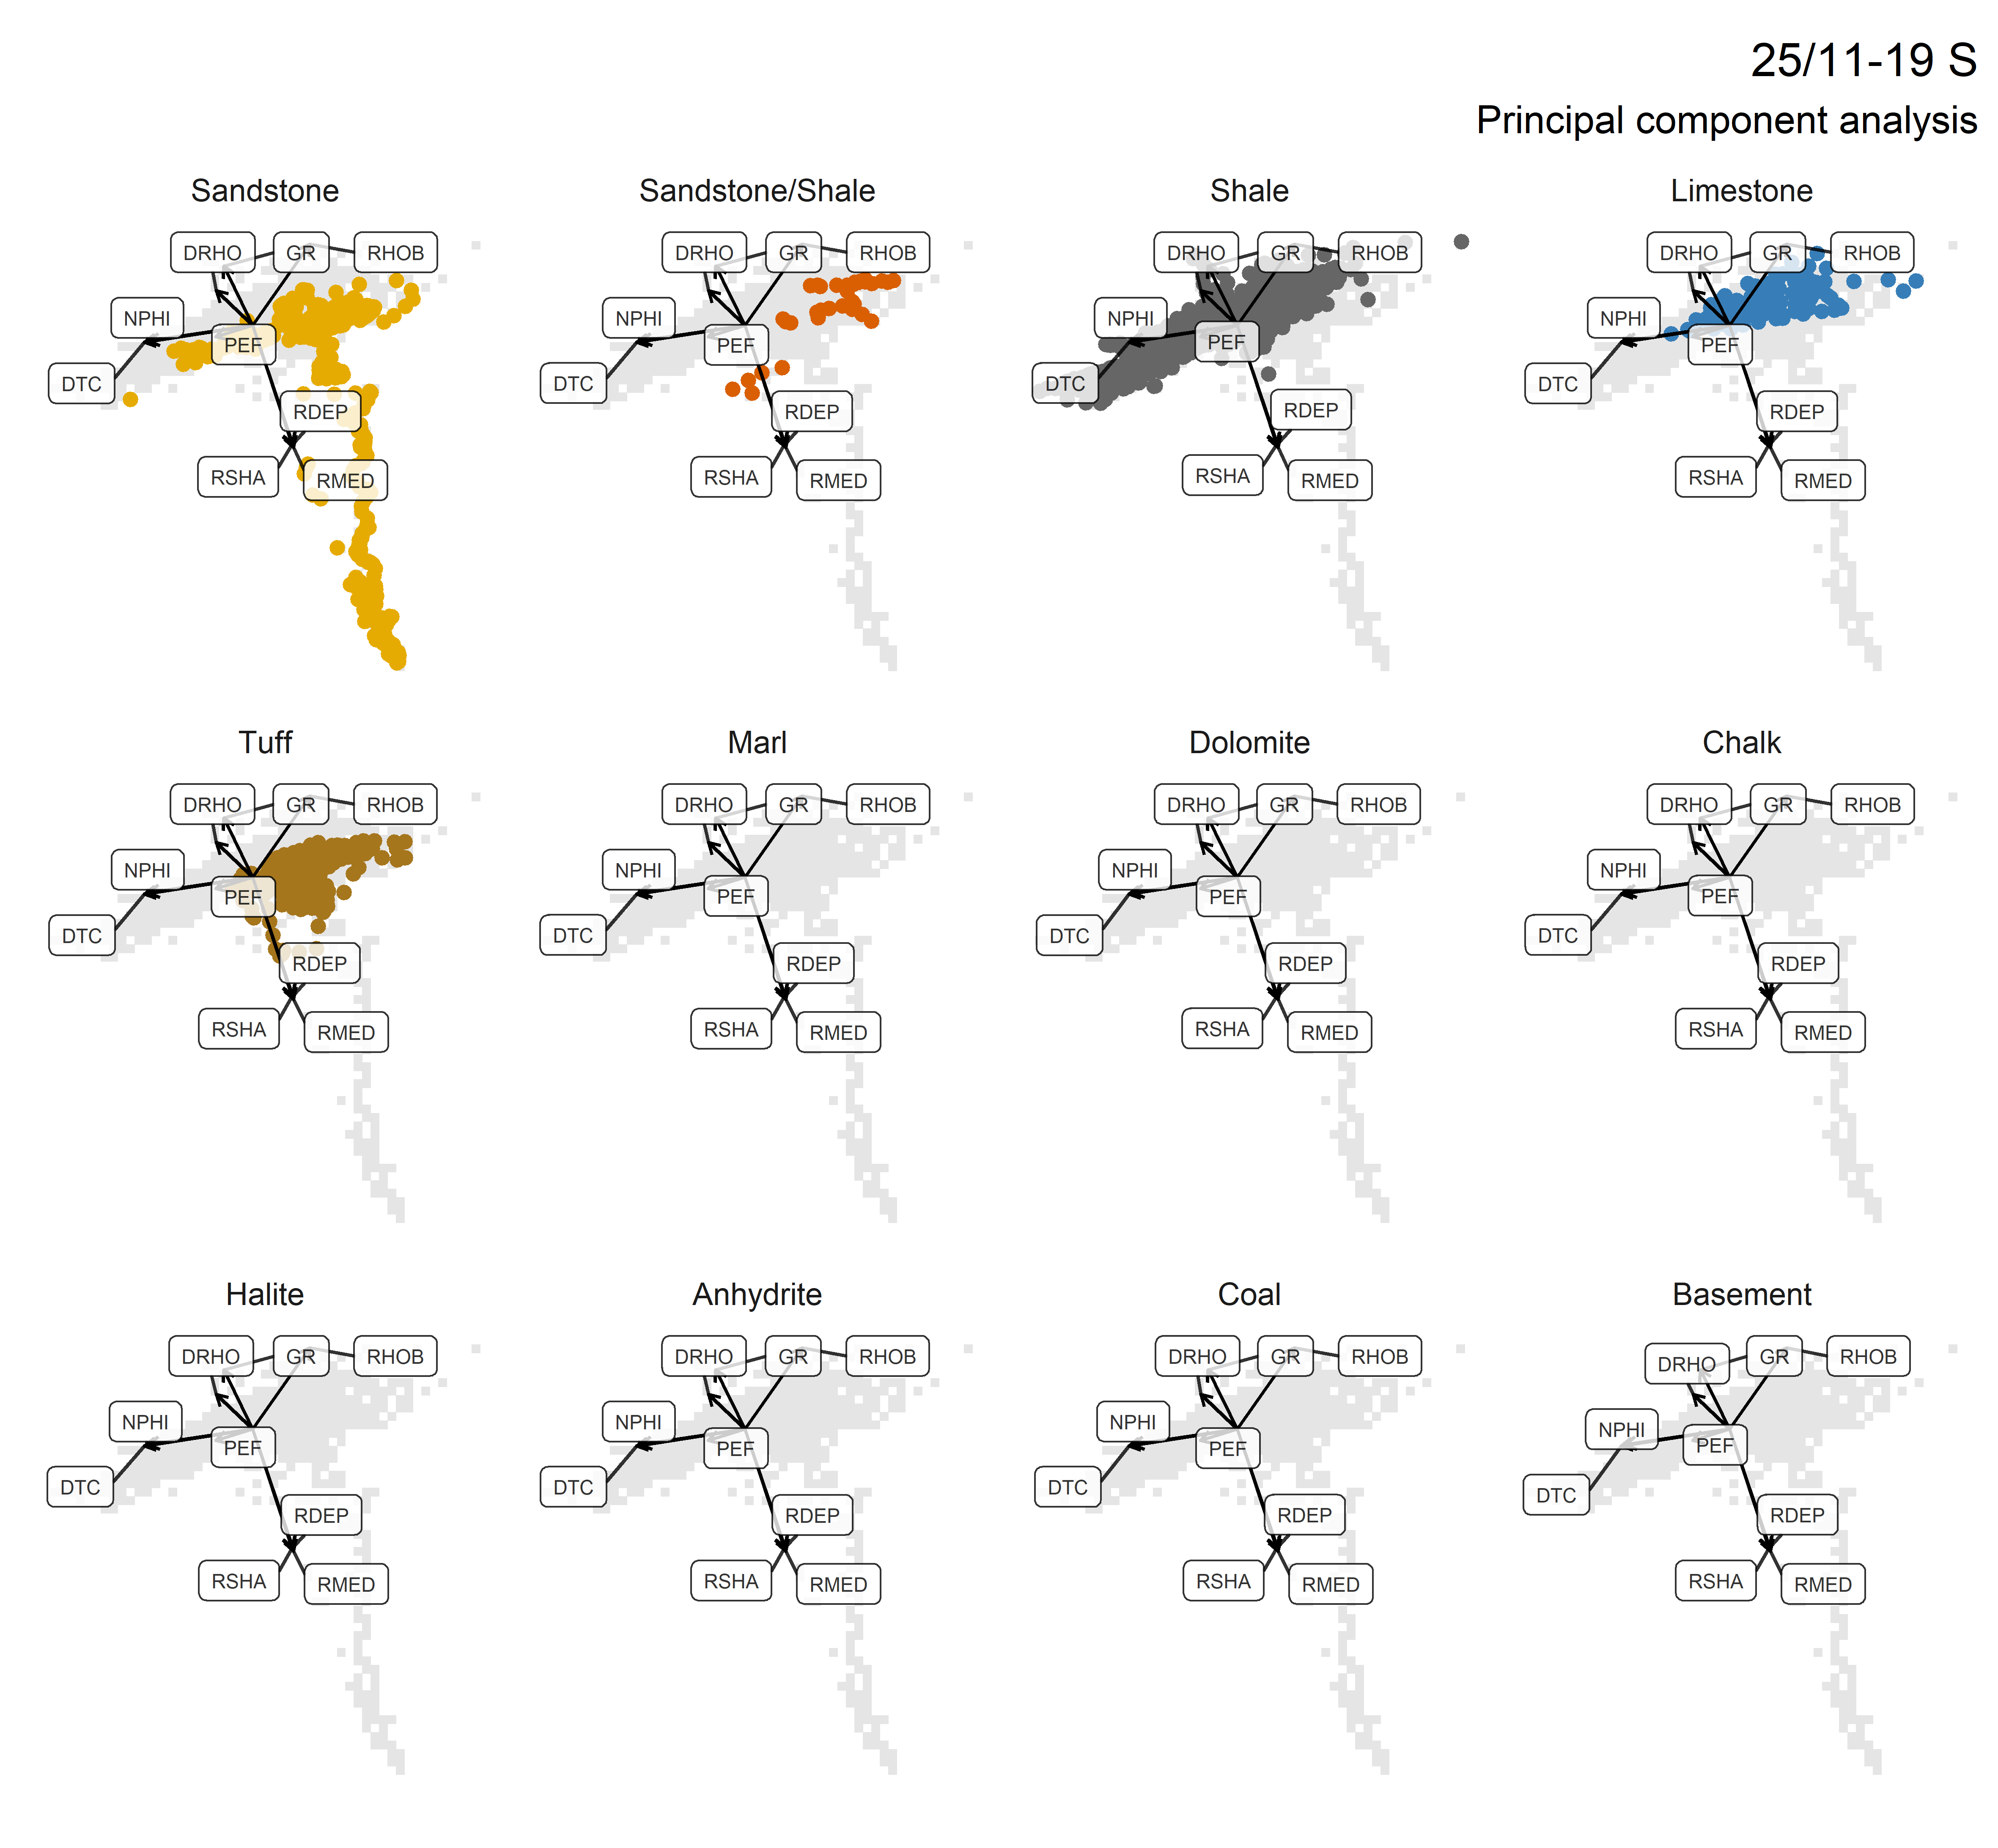 25/11-19 S
Principal component analysis
Sandstone
Sandstone/Shale
Shale
Limestone
DRHO GR RHOB
NPHI
PEF
DTC
RDEP
RSHA RMED
DRHO GR RHOB
NPHI
PEF
DTC
RDEP
RSHA RMED
DRHO GR RHOB
NPHI
PEF
DTC
RDEP
RSHA RMED
DRHO GR RHOB
NPHI
PEF
DTC
RDEP
RSHA RMED
Tuff
Marl
Dolomite
Chalk
DRHO GR RHOB
NPHI
PEF
DTC
RDEP
RSHA RMED
DRHO GR RHOB
NPHI
PEF
DTC
RDEP
RSHA RMED
DRHO GR RHOB
NPHI
PEF
DTC
RDEP
RSHA RMED
DRHO GR RHOB
NPHI
PEF
DTC
RDEP
RSHA RMED
Halite
Anhydrite
Coal
Basement
DRHO GR RHOB
NPHI
PEF
DTC
RDEP
RSHA RMED
DRHO GR RHOB
NPHI
PEF
DTC
RDEP
RSHA RMED
DRHO GR RHOB
NPHI
PEF
DTC
RDEP
RSHA RMED
DRHO GR RHOB
NPHI
PEF
DTC
RDEP
RSHA RMED